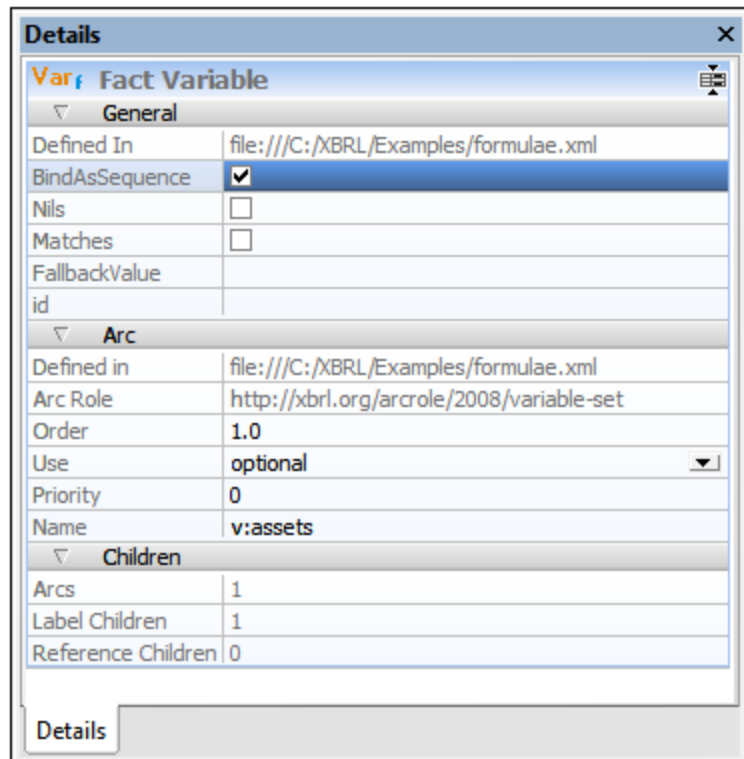 Details
Var f Fact Variable
General
Defined In file:///C:/XBRL/Examples/formulae.xml
BindAsSequence
Nils
Matches
FallbackValue
id
Arc
Defined in file:///C:/XBRL/Examples/formulae.xml
Arc Role http://xbrl.org/arcrole/2008/variable-set
Order 1.0
Use optional
Priority 0
Name v:assets
Children
Arcs 1
Label Children 1
Reference Children 0
Details